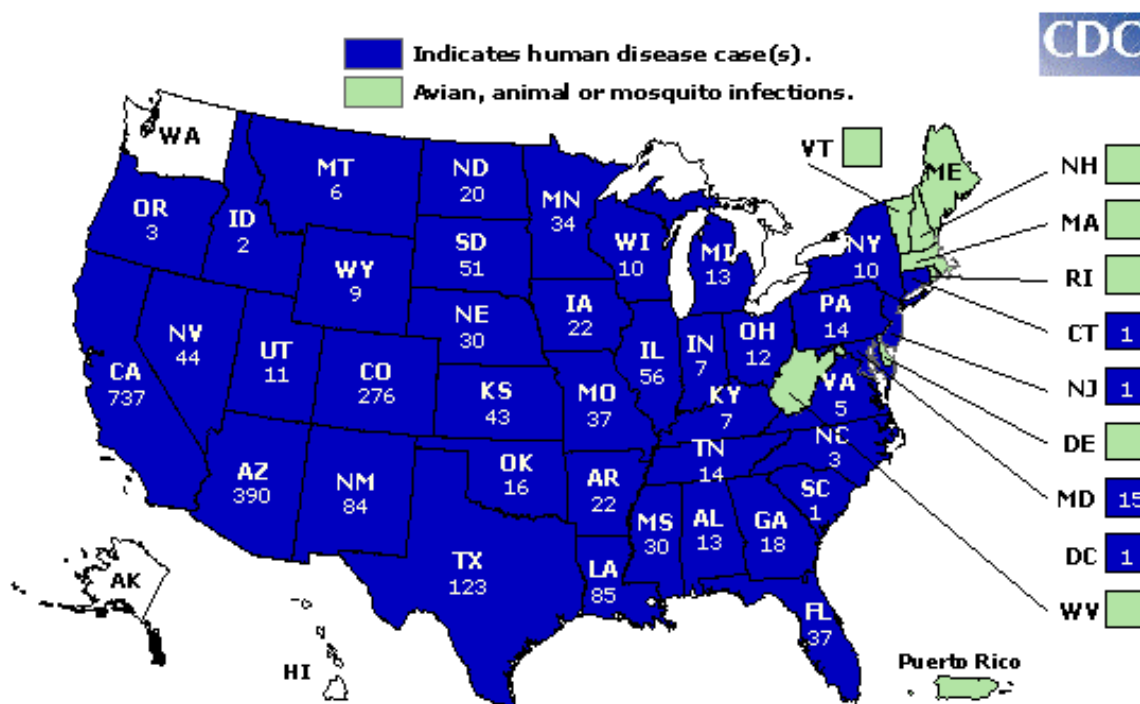 CDC
Indicates human disease case(s).
Avian, animal or mosquito infections.
WA
MT
6
ND
20
MN
34
VT
ME
NH
OR
3
ID
2
MA
SD
51
WI
10
MI
13
NY
10
WY
9
RI
IA
22
PA
14
NE
30
CT 1
NV
44
UT
11
CO
276
IL
56
IN
7
OH
12
CA
737
KS
43
MO
37
KY
7
VA
5
NJ 1
DE
NC
3
TN
14
AZ
390
NM
84
OK
16
AR
22
SC
1
MD 15
MS
30
AL
13
GA
18
DC 1
TX
123
LA
85
AK
WV
FL
37
HI
Puerto Rico